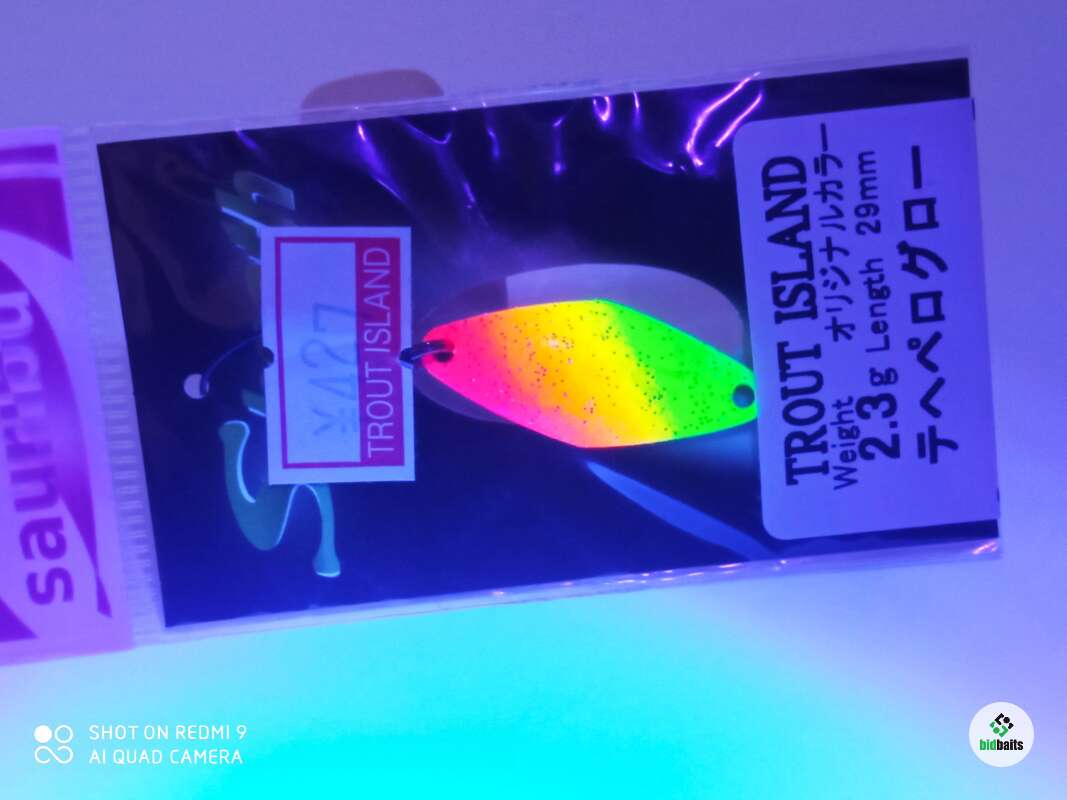 TROUT ISLAND
オリジナルカラー
Weight Length 29mm
2.3g
テヘペログロー
¥427
TROUT ISLAND
sauribu
SHOT ON REDMI 9
AI QUAD CAMERA
bidbaits